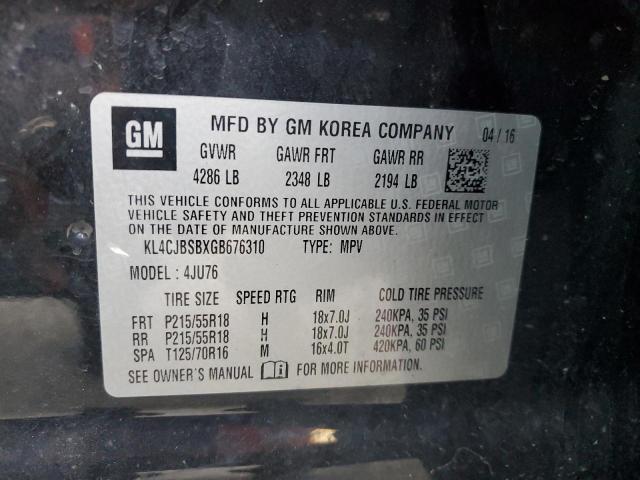 GM MFD BY GM KOREA COMPANY 04/16
GVWR GAWR FRT GAWR RR
4286 LB 2348 LB 2194 LB
THIS VEHICLE CONFORMS TO ALL APPLICABLE U.S. FEDERAL MOTOR
VEHICLE SAFETY AND THEFT PREVENTION STANDARDS IN EFFECT
ON THE DATE OF MANUFACTURE SHOWN ABOVE.
KL4CJBSBXGB676310 TYPE: MPV
MODEL : 4JU76
TIRE SIZE SPEED RTG RIM COLD TIRE PRESSURE
FRT P215/55R18 H 18x7.0J 240KPA, 35 PSI
RR P215/55R18 H 18x7.0J 240KPA, 35 PSI
SPA T125/70R16 M 16x4.0T 420KPA, 60 PSI
SEE OWNER'S MANUAL FOR MORE INFORMATION.